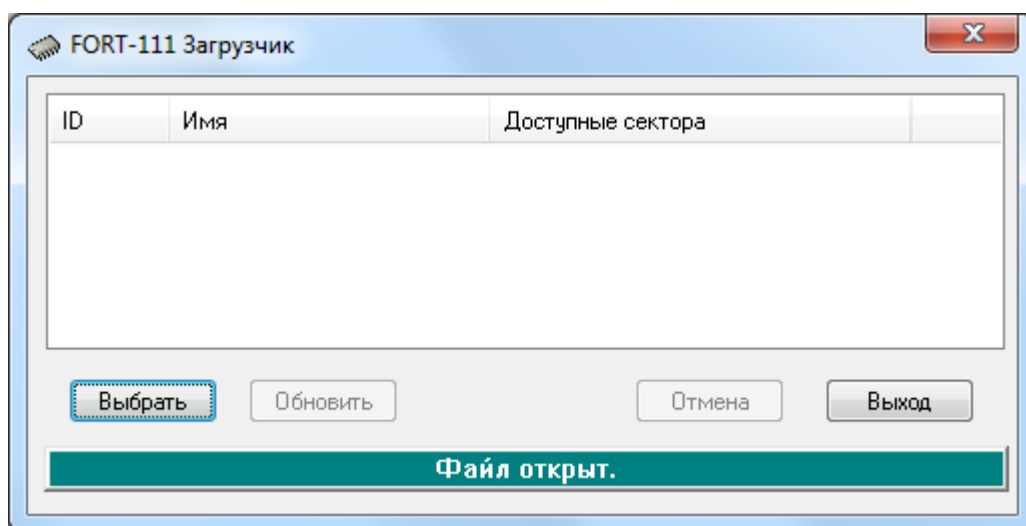 FORT-111 Загрузчик
ID Имя Доступные сектора
Выбрать Обновить Отмена Выход
Файл открыт.